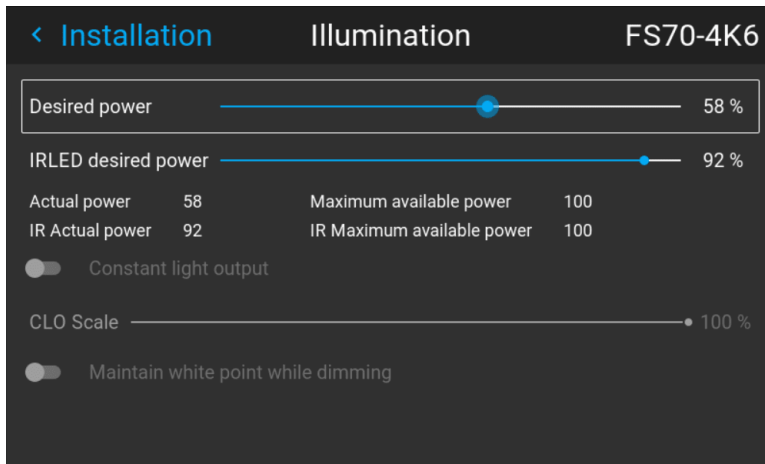 Installation Illumination FS70-4K6
Desired power 58 %
IRLED desired power 92 %
Actual power 58 Maximum available power 100
IR Actual power 92 IR Maximum available power 100
Constant light output
CLO Scale 100 %
Maintain white point while dimming